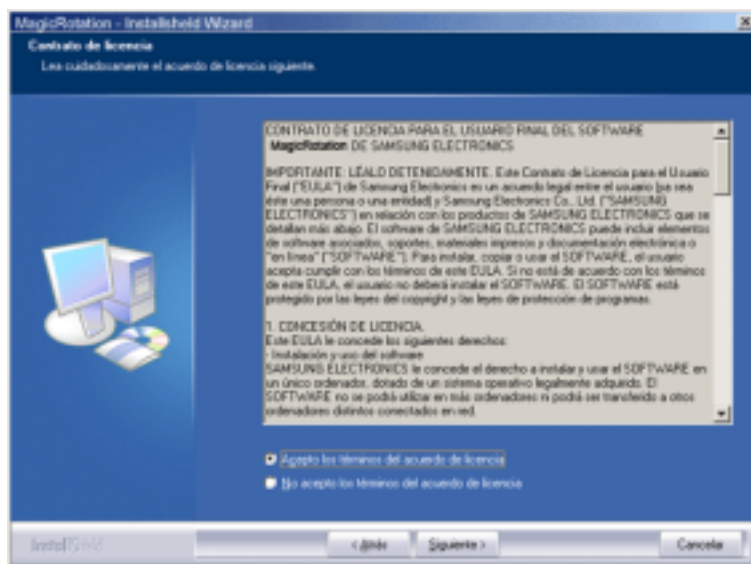 MagicRotation - InstallShield Wizard
Contrato de licencia
Lea cuidadosamente el acuerdo de licencia siguiente.
CONTRATO DE LICENCIA PARA EL USUARIO FINAL DEL SOFTWARE
MagicRotation DE SAMSUNG ELECTRONICS
IMPORTANTE: LÉALO DETENIDAMENTE. Este Contrato de Licencia para el Usuario
Final ("EULA") de Samsung Electronics es un acuerdo legal entre el usuario (ya sea
éste una persona o una entidad) y Samsung Electronics Co., Ltd. ("SAMSUNG
ELECTRONICS") en relación con los productos de SAMSUNG ELECTRONICS que se
detallan más abajo. El software de SAMSUNG ELECTRONICS puede incluir elementos
de software asociados, soportes, materiales impresos y documentación electrónica o
"en línea" ("SOFTWARE"). Para instalar, copiar o usar el SOFTWARE, el usuario
acepta cumplir con los términos de este EULA. Si no está de acuerdo con los términos
de este EULA, el usuario no deberá instalar el SOFTWARE. El SOFTWARE está
protegido por las leyes del copyright y las leyes de protección de programas.
1. CONCESIÓN DE LICENCIA.
Este EULA le concede los siguientes derechos:
- Instalación y uso del software
SAMSUNG ELECTRONICS le concede el derecho a instalar y usar el SOFTWARE en
un único ordenador, dotado de un sistema operativo legalmente adquirido. El
SOFTWARE no se podrá utilizar en más ordenadores ni podrá ser transferido a otros
ordenadores distintos conectados en red.
Acepto los términos del acuerdo de licencia
No acepto los términos del acuerdo de licencia
InstallShield
< Atrás
Siguiente >
Cancelar